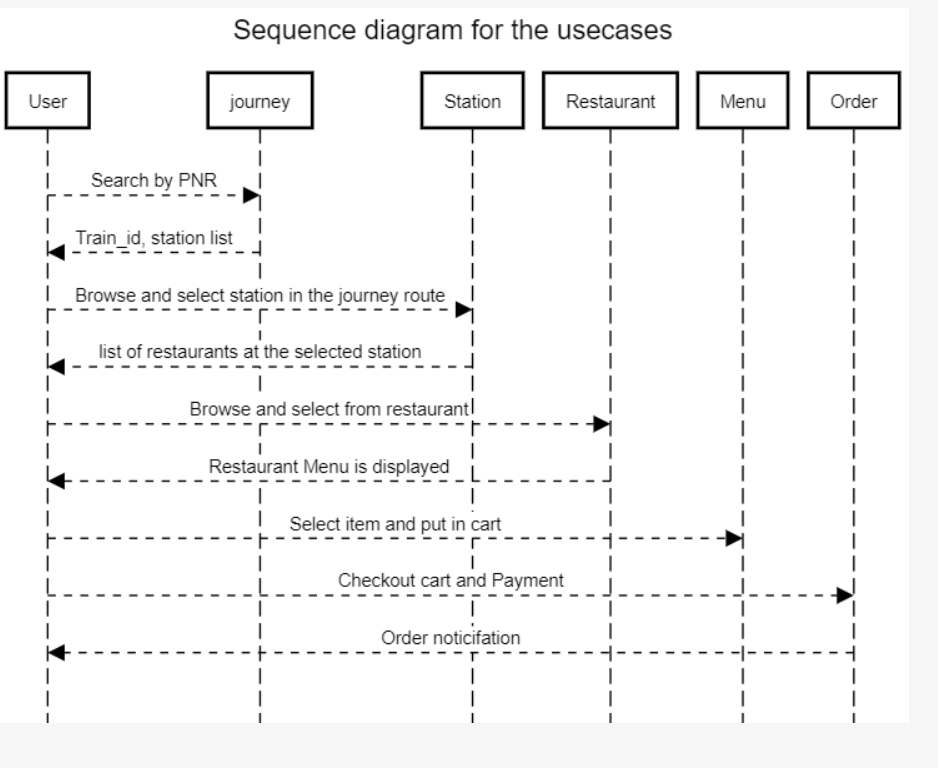 Sequence diagram for the usecases
User
journey
Station
Restaurant
Menu
Order
Search by PNR
Train_id, station list
Browse and select station in the journey route
list of restaurants at the selected station
Browse and select from restaurant
Restaurant Menu is displayed
Select item and put in cart
Checkout cart and Payment
Order noticifation